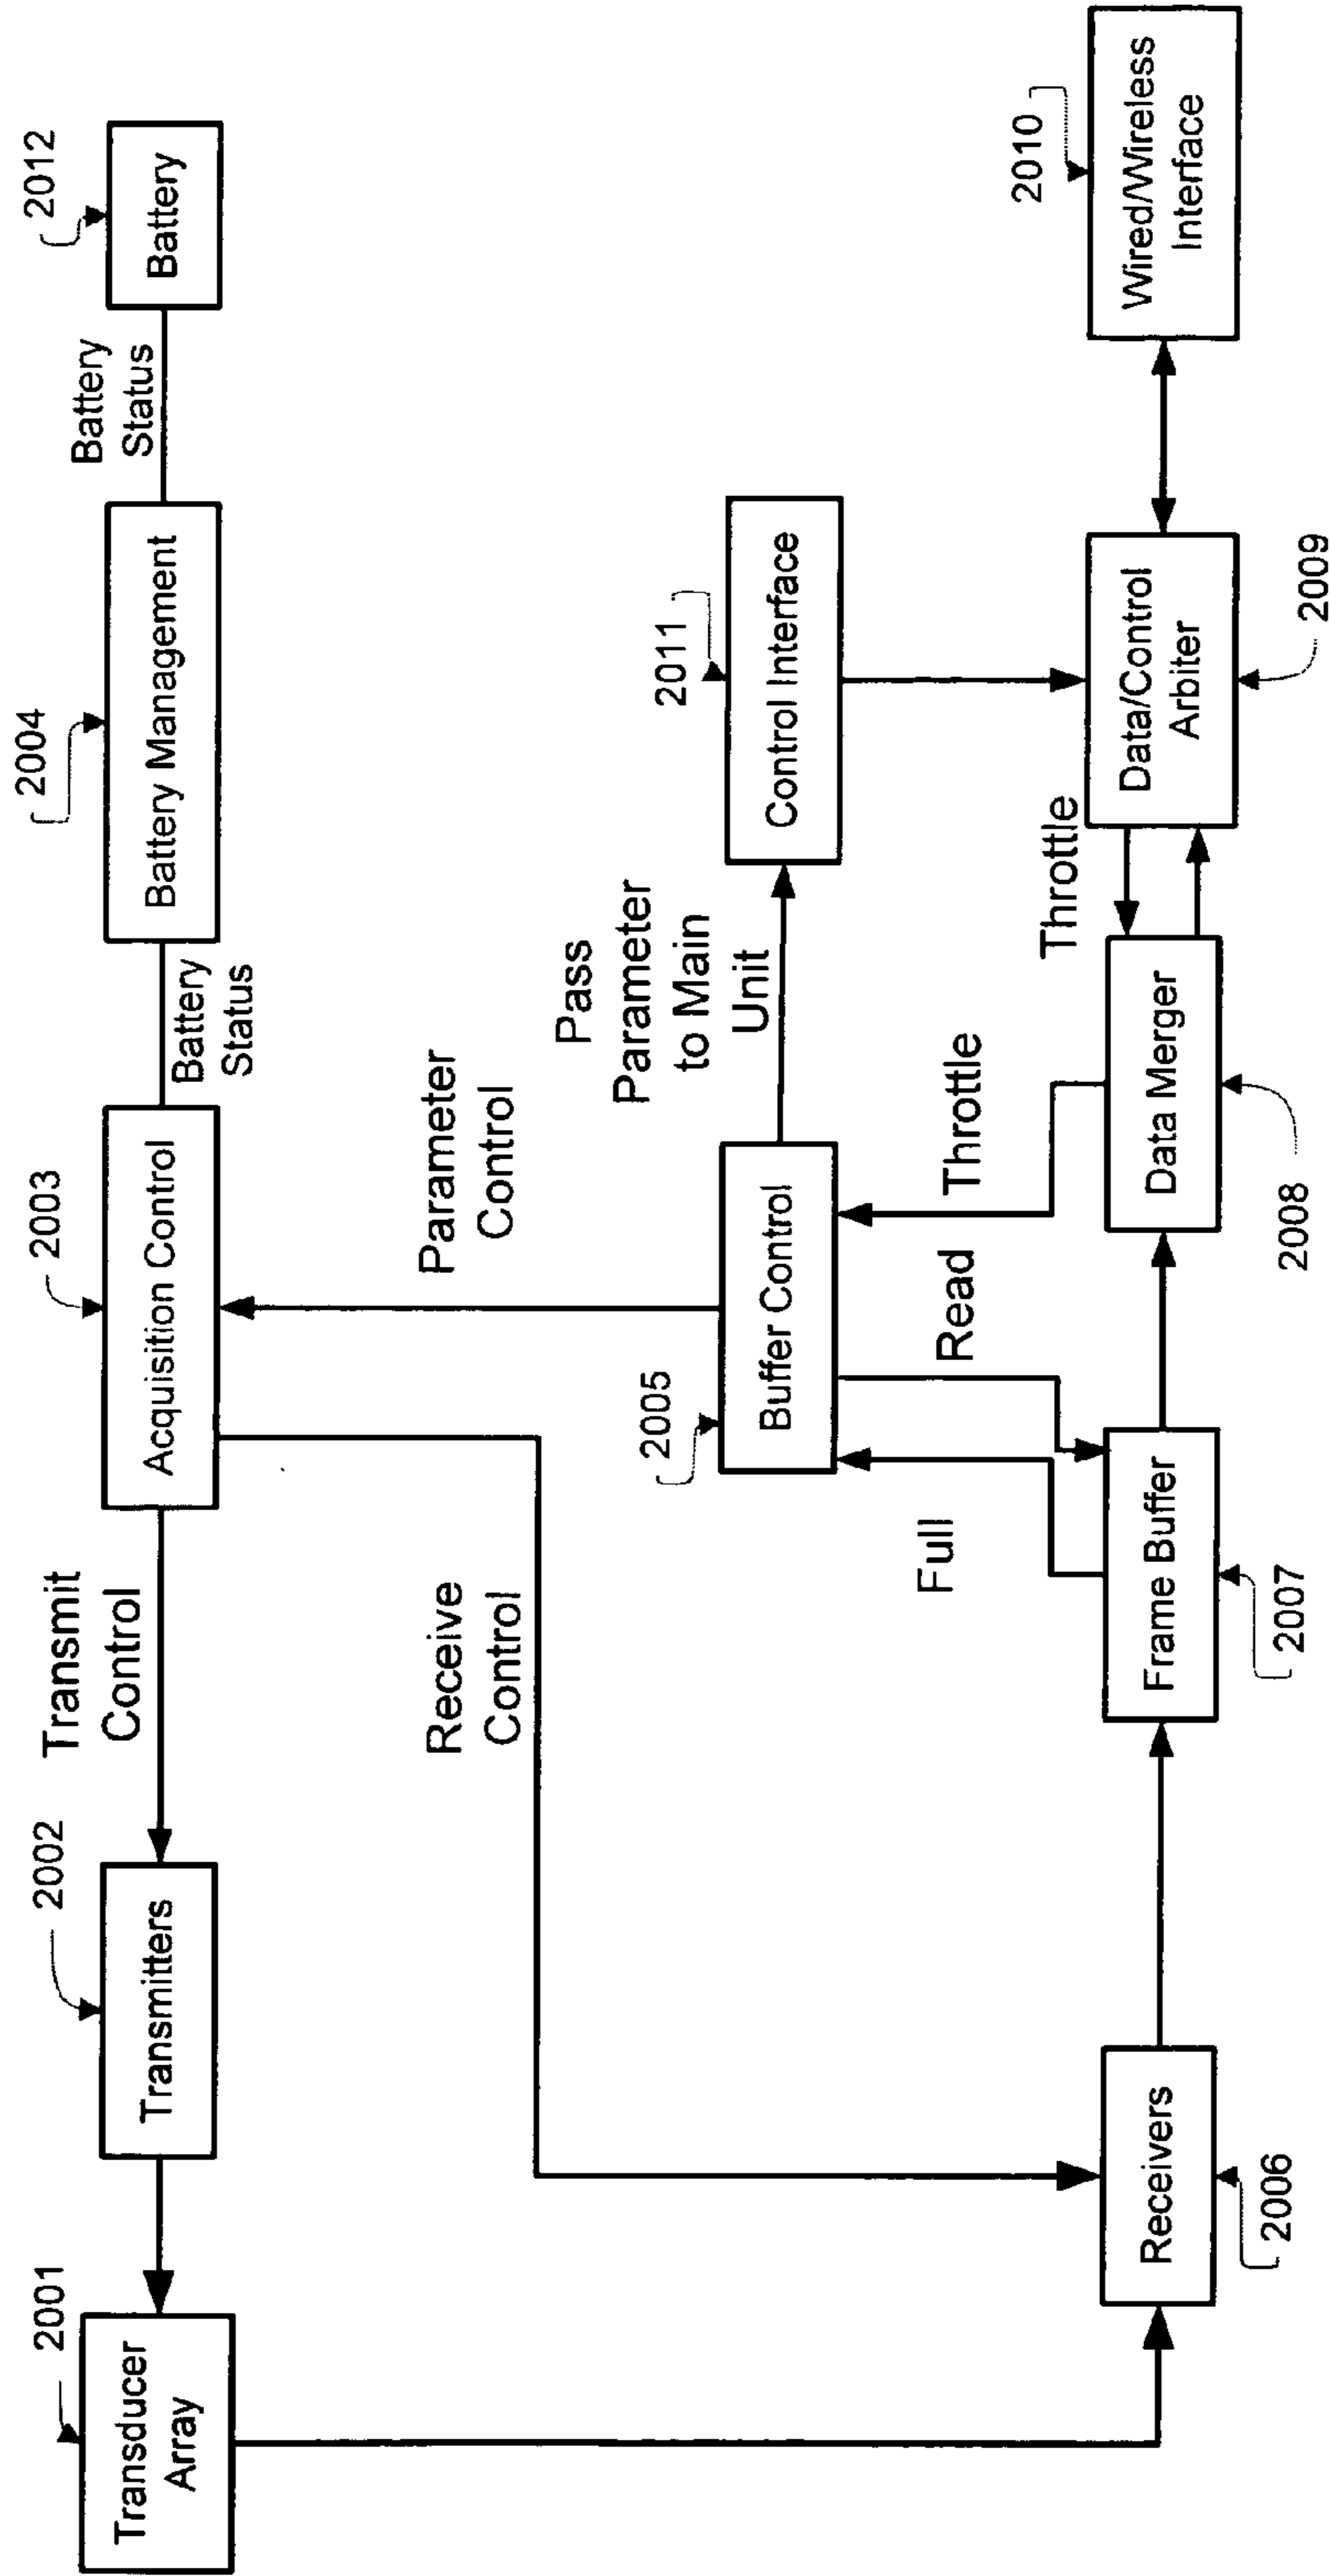 2001
Transducer
Array
2002
Transmitters
Transmit
Control
2003
Acquisition Control
Battery
Status
2004
Battery Management
Battery
Status
2012
Battery
Receive
Control
Parameter
Control
2005
Buffer Control
Pass
Parameter
to Main
Unit
2011
Control Interface
Full
Read
Throttle
Throttle
2010
Receivers
2006
Frame Buffer
2007
Data Merger
2008
Data/Control
Arbiter
2009
Wired/Wireless
Interface